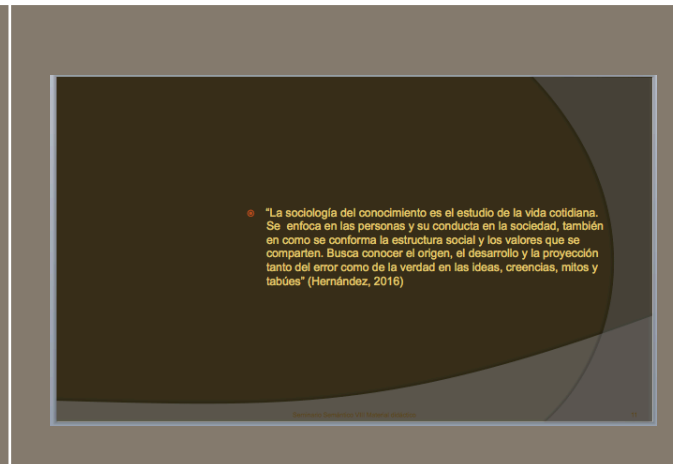 “La sociología del conocimiento es el estudio de la vida cotidiana.
Se enfoca en las personas y su conducta en la sociedad, también
en como se conforma la estructura social y los valores que se
comparten. Busca conocer el origen, el desarrollo y la proyección
tanto del error como de la verdad en las ideas, creencias, mitos y
tabúes” (Hernández, 2016)